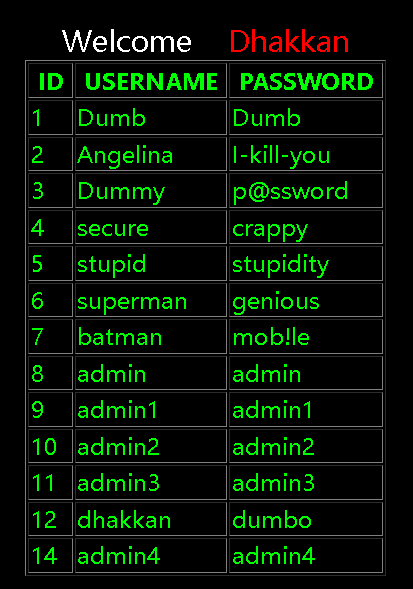 Welcome Dhakkan
ID USERNAME PASSWORD
1 Dumb Dumb
2 Angelina I-kill-you
3 Dummy p@ssword
4 secure crappy
5 stupid stupidity
6 superman genious
7 batman mob!le
8 admin admin
9 admin1 admin1
10 admin2 admin2
11 admin3 admin3
12 dhakkan dumbo
14 admin4 admin4